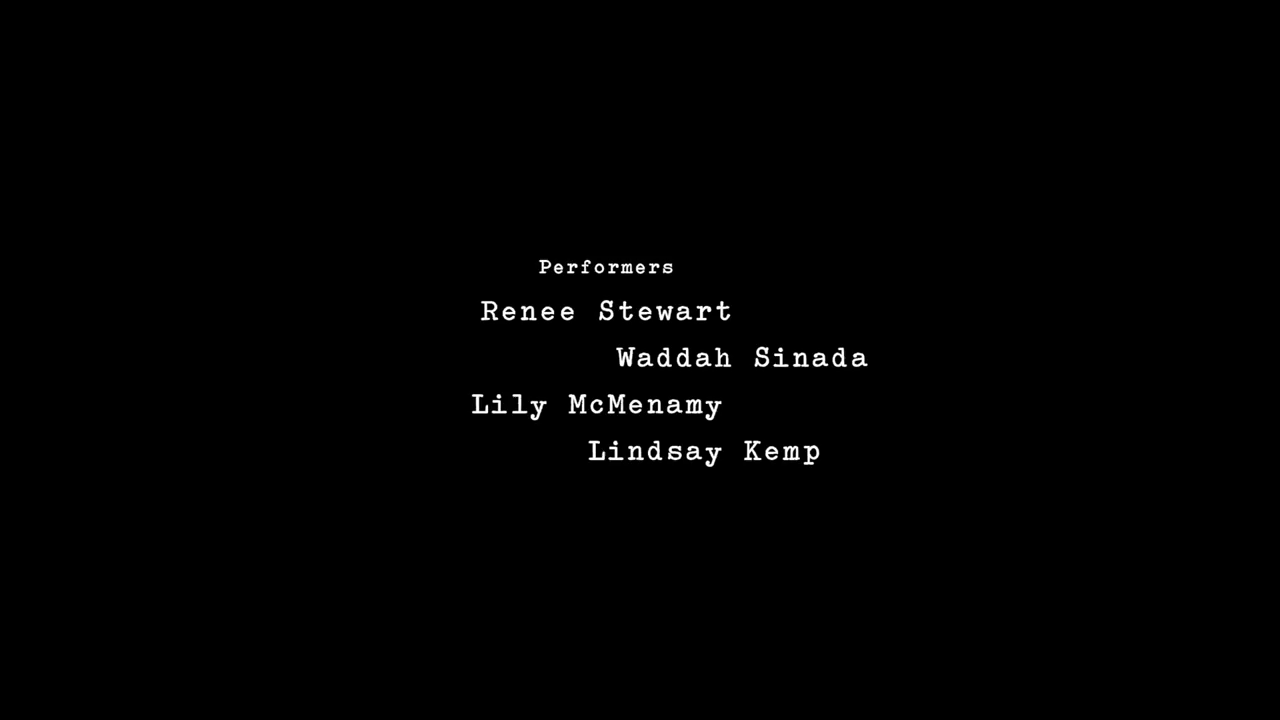 Performers
Renee Stewart
Waddah Sinada
Lily McMenamy
Lindsay Kemp